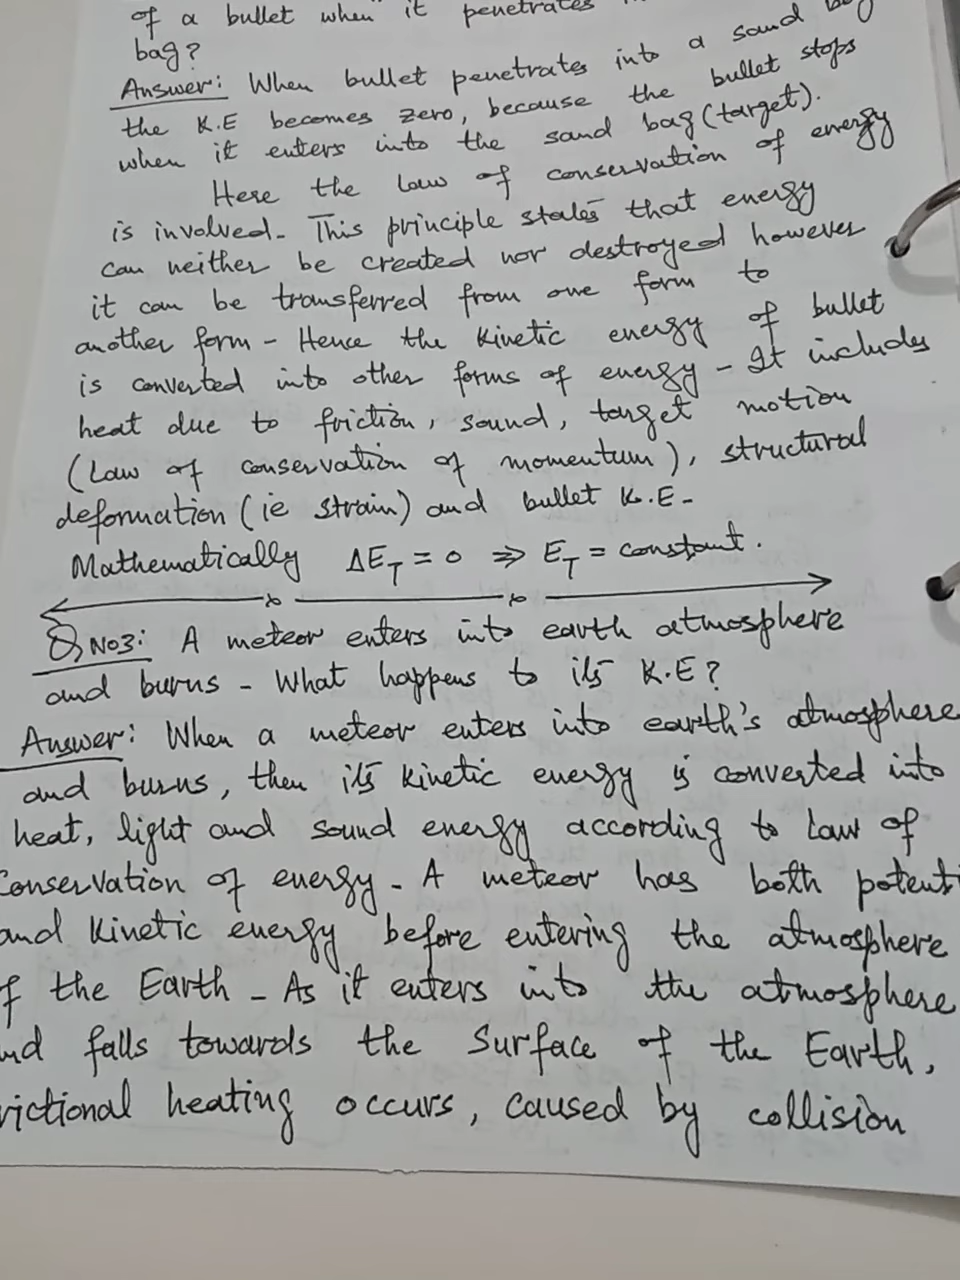 of a bullet when it penetrates
bag?
Answer: When bullet penetrates into a sand bag
the K.E becomes zero, because the bullet stops
when it enters into the sand bag (target).
Here the law of conservation of energy
is involved. This principle states that energy
can neither be created nor destroyed however
it can be transferred from one form to
another form - Hence the Kinetic energy of bullet
is converted into other forms of energy - It includes
heat due to friction, sound, target motion
(Law of conservation of momentum), structural
deformation (ie strain) and bullet K.E -
Mathematically ΔE_T = 0 ⇒ E_T = constant.
Q No3: A meteor enters into earth atmosphere
and burns - What happens to its K.E?
Answer: When a meteor enters into earth's atmosphere
and burns, then its kinetic energy is converted into
heat, light and sound energy according to Law of
Conservation of energy - A meteor has both potenti
and Kinetic energy before entering the atmosphere
f the Earth - As it enters into the atmosphere
nd falls towards the Surface of the Earth,
rictional heating occurs, caused by collision